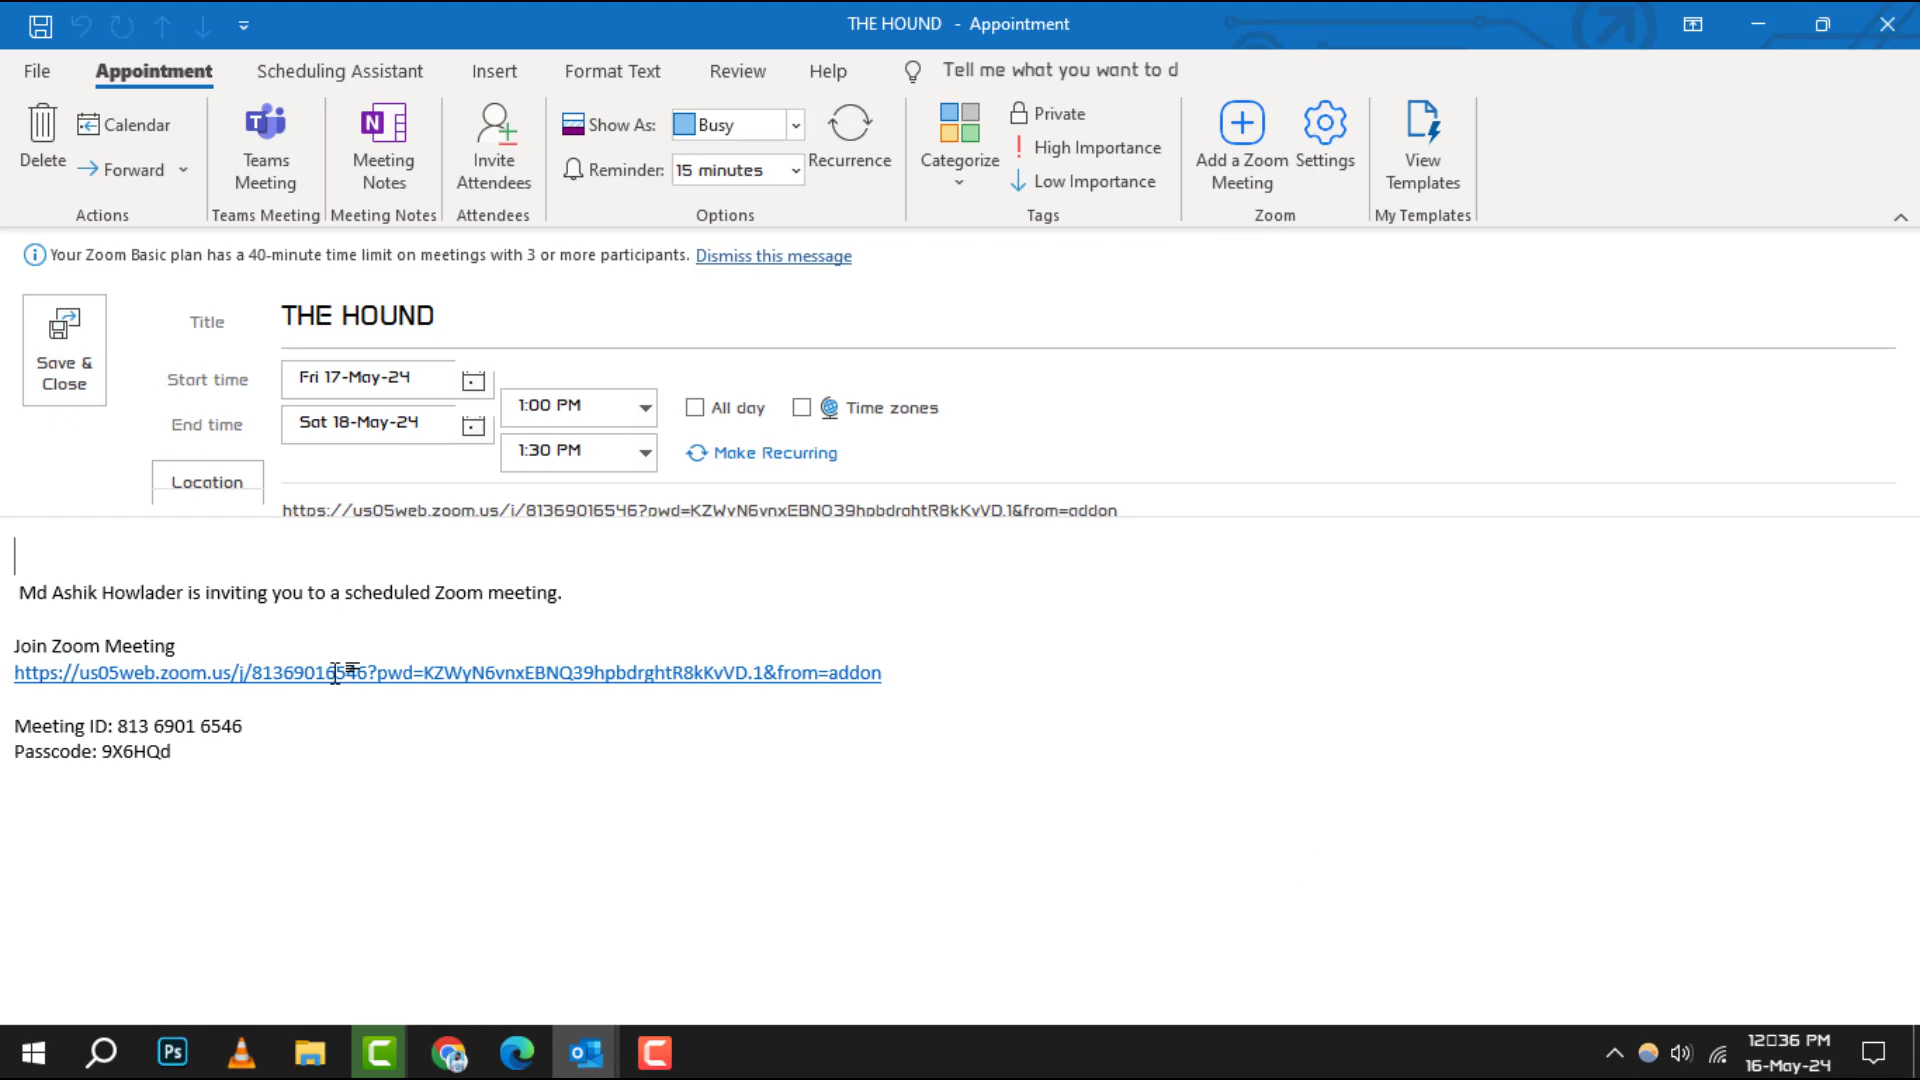 THE HOUND - Appointment
File Appointment Scheduling Assistant Insert Format Text Review Help Tell me what you want to d
Delete Calendar Forward Teams Meeting Meeting Notes Invite Attendees Show As: Busy Reminder: 15 minutes Recurrence Categorize Private High Importance Low Importance Add a Zoom Meeting Settings View Templates
Actions Teams Meeting Meeting Notes Attendees Options Tags Zoom My Templates
Your Zoom Basic plan has a 40-minute time limit on meetings with 3 or more participants. Dismiss this message
Save & Close
Title THE HOUND
Start time Fri 17-May-24 1:00 PM All day Time zones
End time Sat 18-May-24 1:30 PM Make Recurring
Location
https://us05web.zoom.us/j/81369016546?pwd=KZWyN6vnxEBNQ39hpbdrghtR8kKvVD.1&from=addon
Md Ashik Howlader is inviting you to a scheduled Zoom meeting.
Join Zoom Meeting
https://us05web.zoom.us/j/81369016546?pwd=KZWyN6vnxEBNQ39hpbdrghtR8kKvVD.1&from=addon
Meeting ID: 813 6901 6546
Passcode: 9X6HQd
Ps
12:36 PM
16-May-24